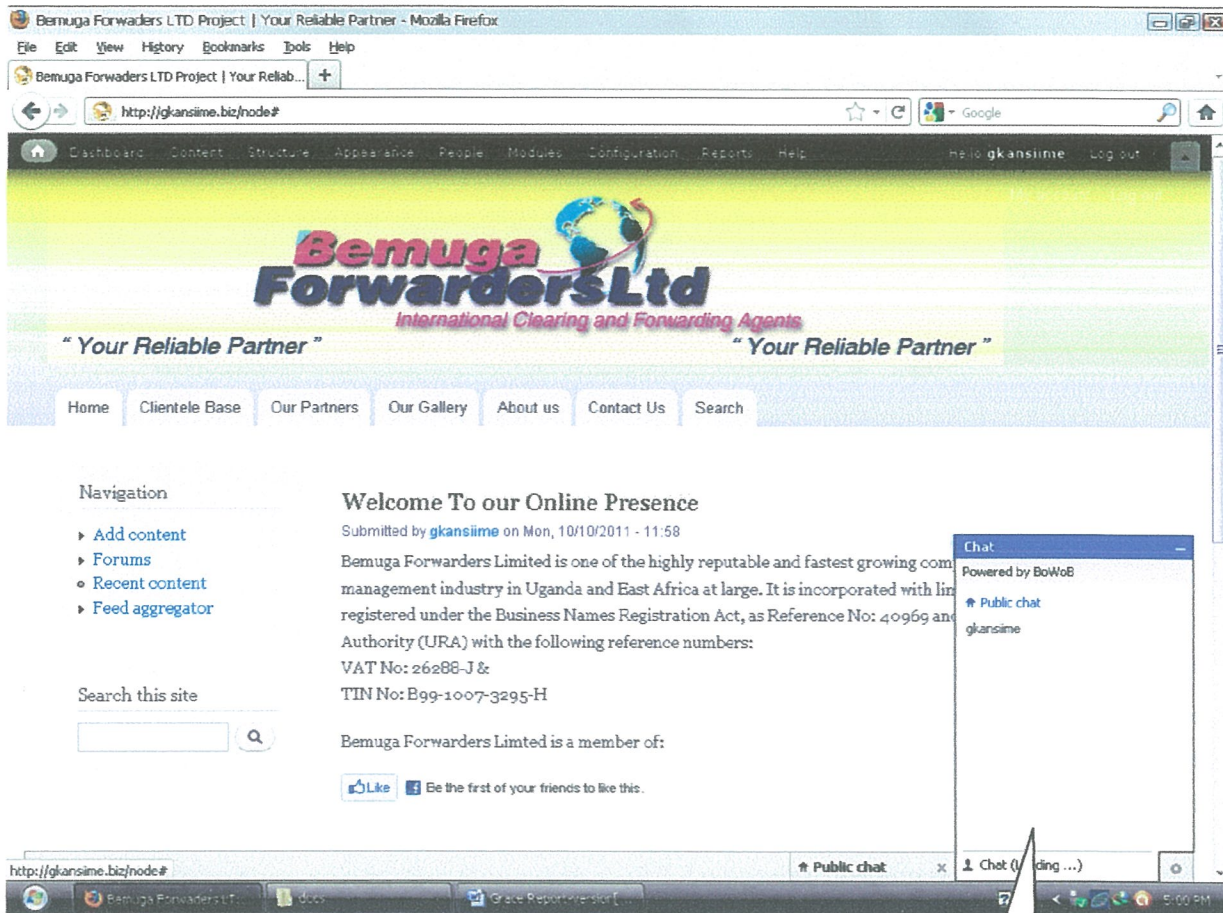 Bemuga Forwaders LTD Project | Your Reliable Partner - Mozilla Firefox
File Edit View History Bookmarks Tools Help
Bemuga Forwaders LTD Project | Your Reliab... +
http://gkansiime.biz/node#
Google
Dashboard Content Structure Appearance People Modules Configuration Reports Help Hello gkansiime Log out
Bemuga
ForwardersLtd
International Clearing and Forwarding Agents
" Your Reliable Partner " " Your Reliable Partner "
Home Clientele Base Our Partners Our Gallery About us Contact Us Search
Navigation
Add content
Forums
Recent content
Feed aggregator
Search this site
Welcome To our Online Presence
Submitted by gkansiime on Mon, 10/10/2011 - 11:58
Bemuga Forwarders Limited is one of the highly reputable and fastest growing com
management industry in Uganda and East Africa at large. It is incorporated with lin
registered under the Business Names Registration Act, as Reference No: 40969 and
Authority (URA) with the following reference numbers:
VAT No: 26288-J &
TIN No: B99-1007-3295-H
Bemuga Forwarders Limted is a member of:
Like Be the first of your friends to like this.
Chat
Powered by BoWoB
Public chat
gkansime
http://gkansime.biz/node#
Public chat x
Chat (L ding ...)
Bemuga Forwaders LT... docs Grace Report-version[... 5:00 PM